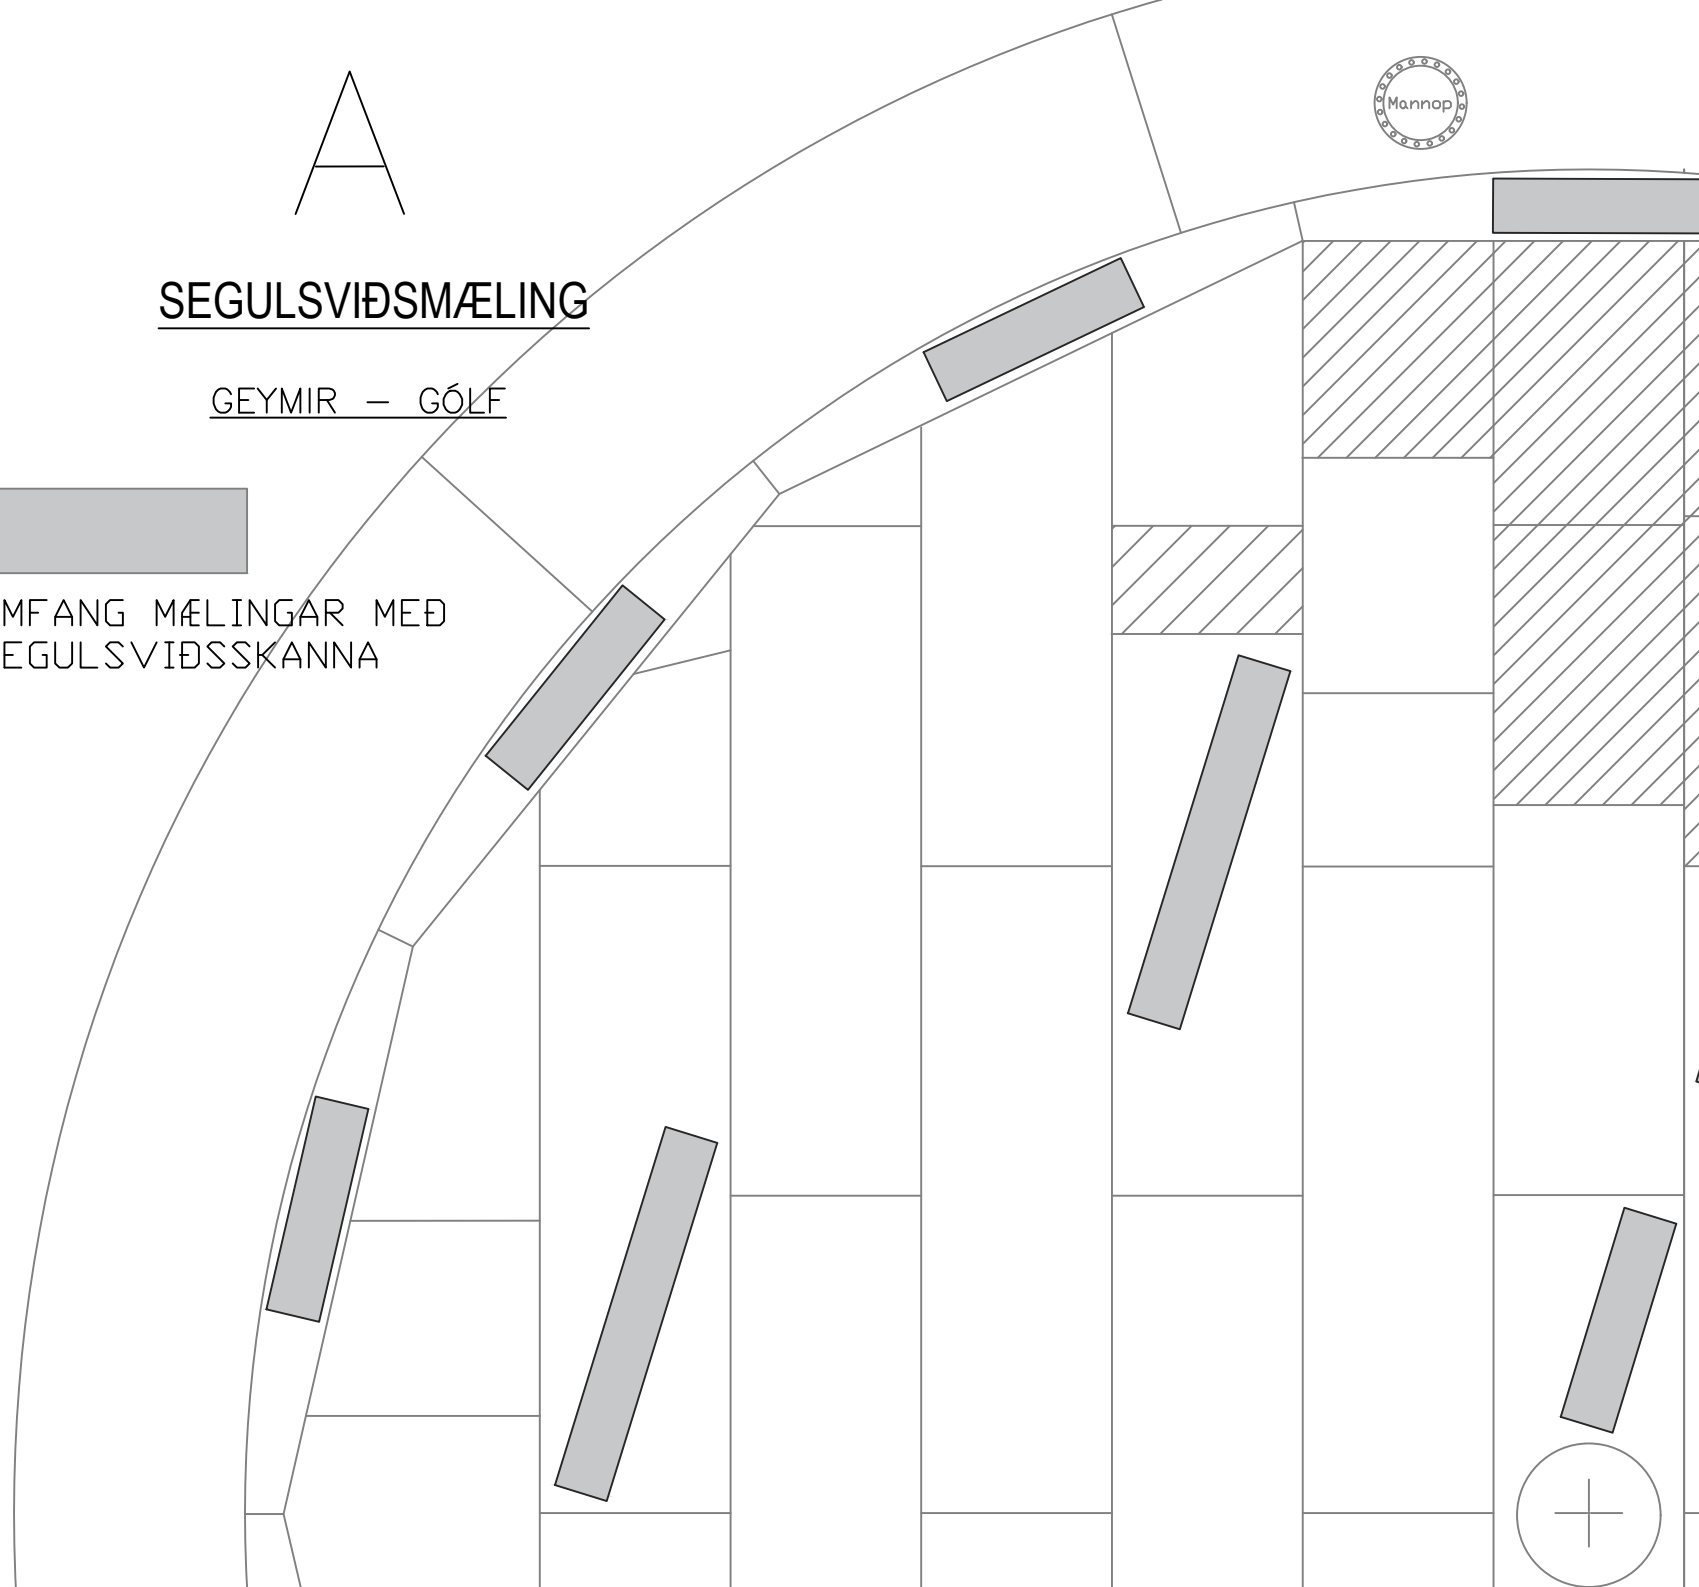 A
Mannop
SEGULSVIÐSMÆLING
GEYMIR – GÓLF
MFANG MÆLINGAR MEÐ
EGULSVIÐSSKANNA